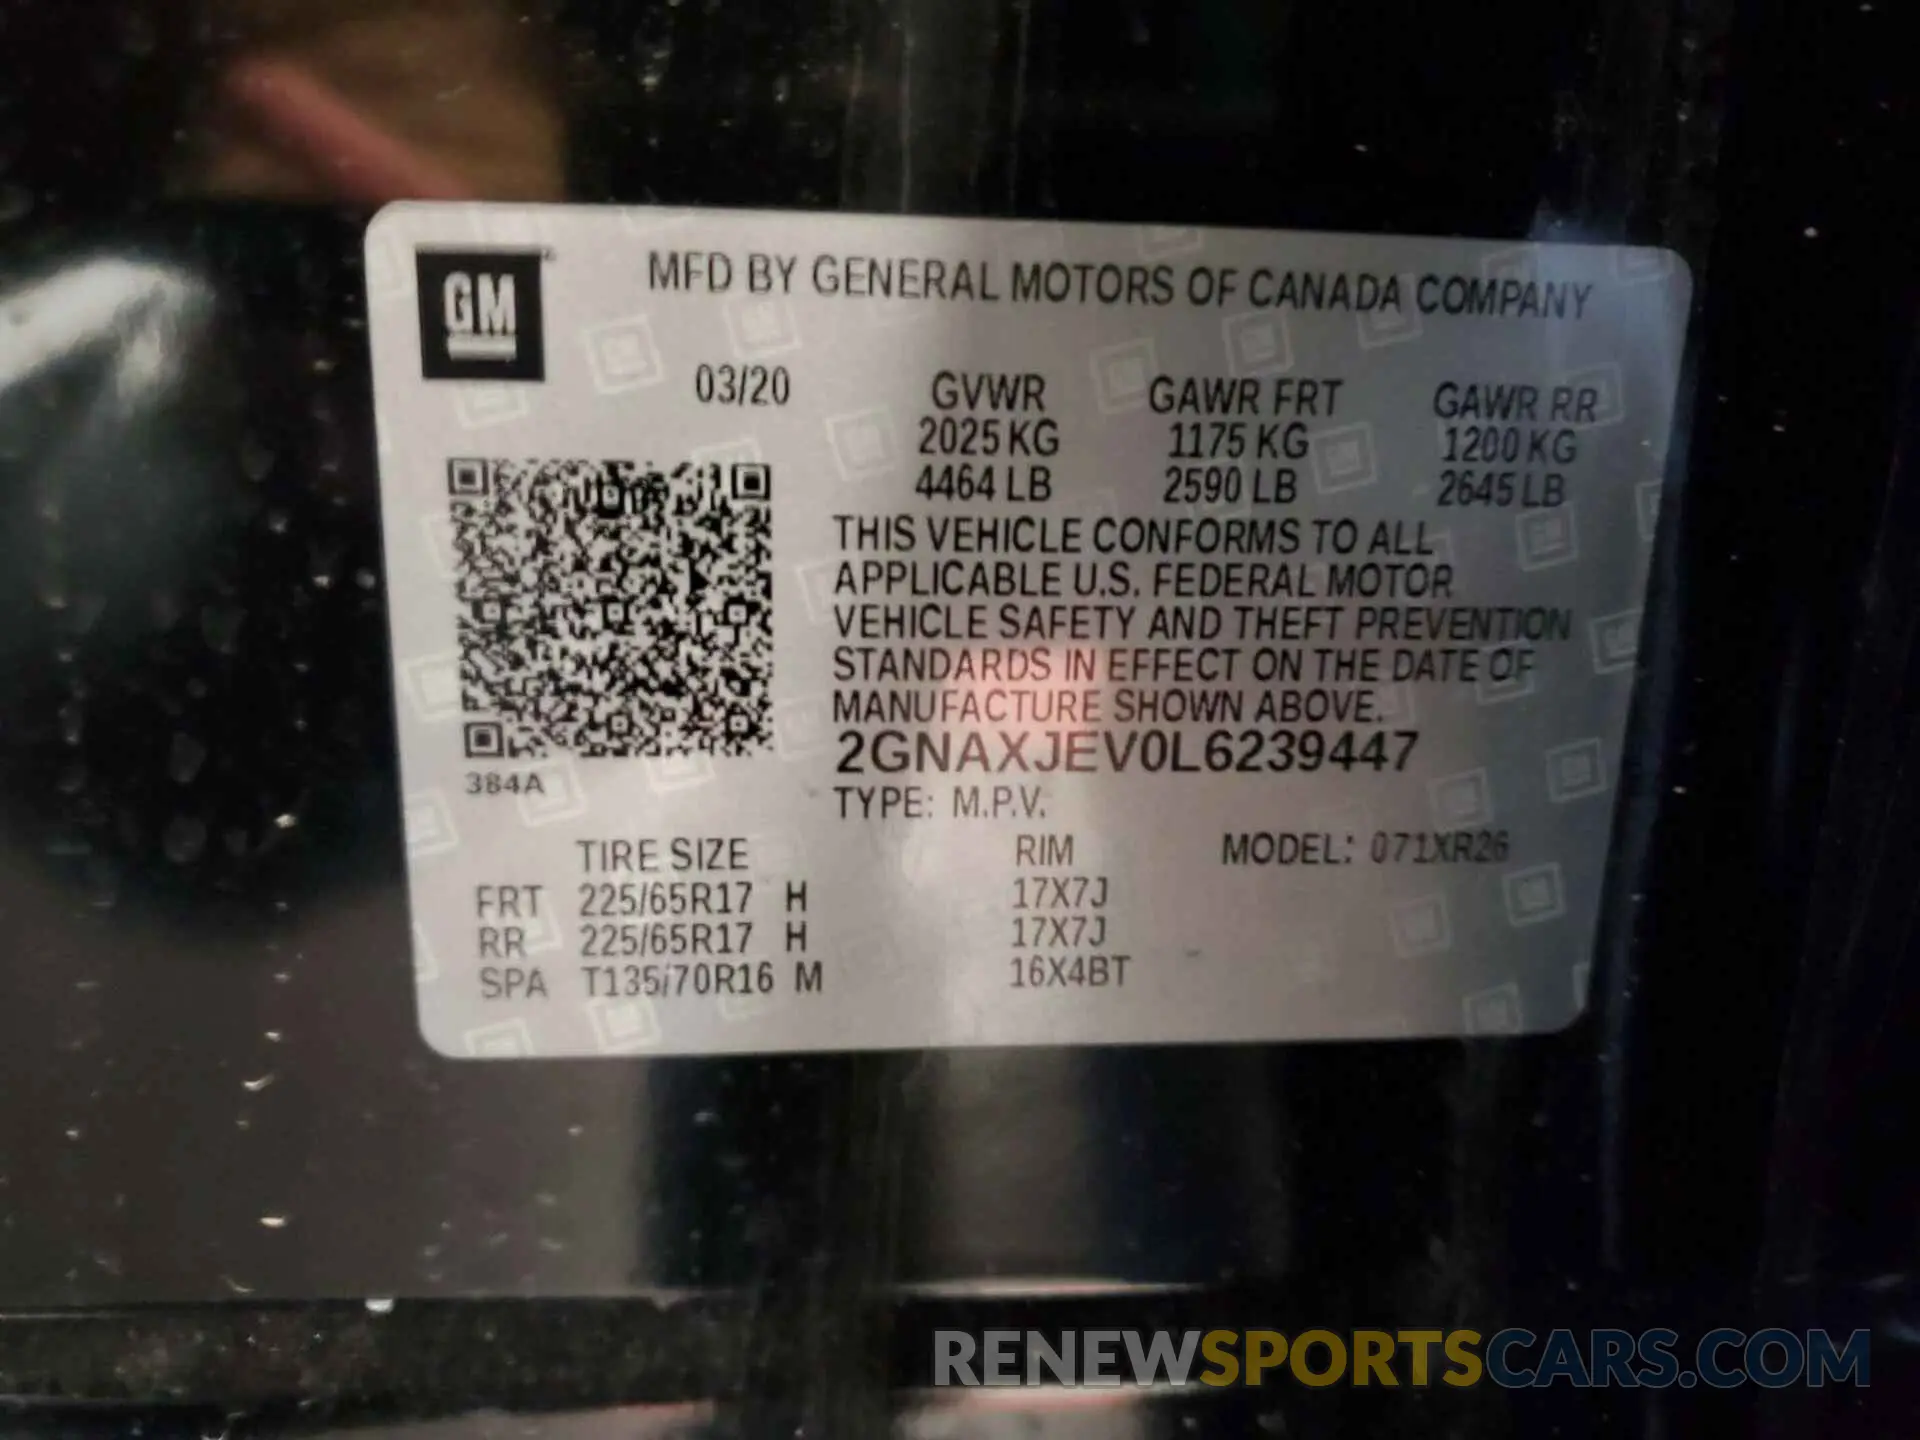 GM
MFD BY GENERAL MOTORS OF CANADA COMPANY
03/20 GVWR GAWR FRT GAWR RR
2025 KG 1175 KG 1200 KG
4464 LB 2590 LB 2645 LB
THIS VEHICLE CONFORMS TO ALL
APPLICABLE U.S. FEDERAL MOTOR
VEHICLE SAFETY AND THEFT PREVENTION
STANDARDS IN EFFECT ON THE DATE OF
MANUFACTURE SHOWN ABOVE.
2GNAXJEV0L6239447
384A
TYPE: M.P.V.
TIRE SIZE RIM MODEL: 071XR26
FRT 225/65R17 H 17X7J
RR 225/65R17 H 17X7J
SPA T135/70R16 M 16X4BT
RENEWSPORTSCARS.COM